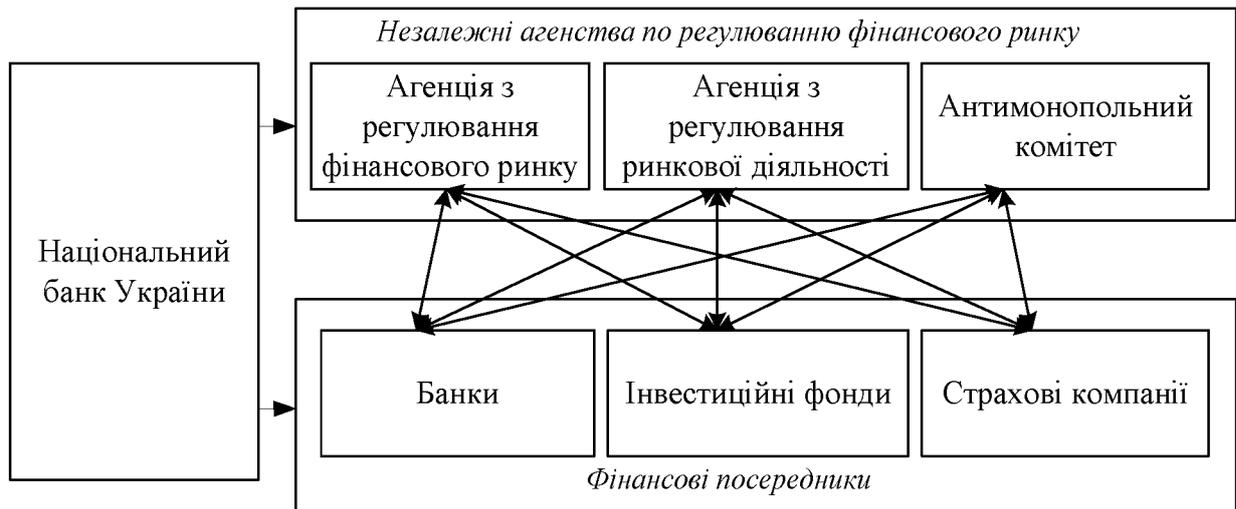 Незалежні агенства по регулюванню фінансового ринку
Агенція з
регулювання
фінансового ринку
Агенція з
регулювання
ринкової діяльності
Антимонопольний
комітет
Національний
банк України
Банки
Інвестиційні фонди
Страхові компанії
Фінансові посередники